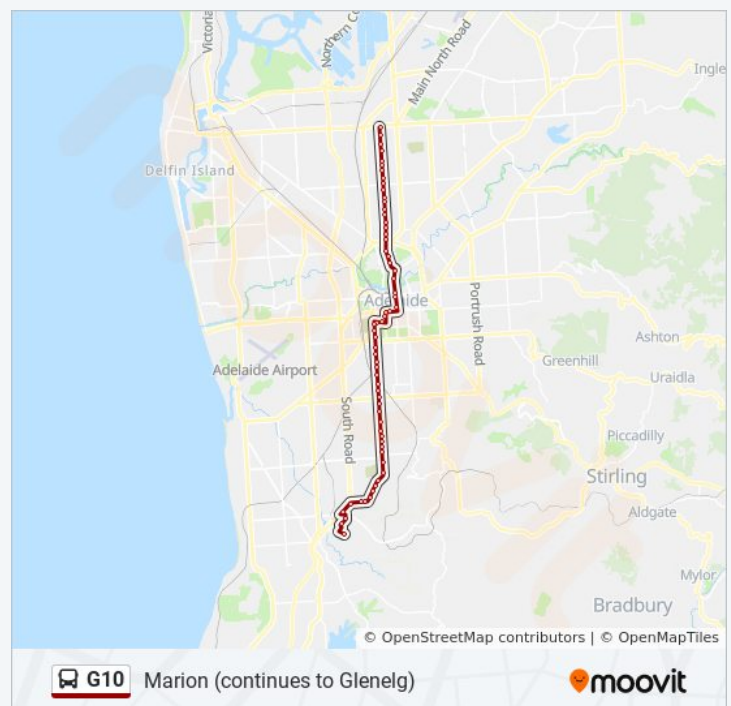 Victoria
Northern Co
Main North Road
Ingle
Delfin Island
Adelaide
Portrush Road
Ashton
Greenhill
Adelaide Airport
Uraidla
South Road
Piccadilly
Stirling
Aldgate
Mylor
Bradbury
© OpenStreetMap contributors | © OpenMapTiles
G10 Marion (continues to Glenelg)
moovit